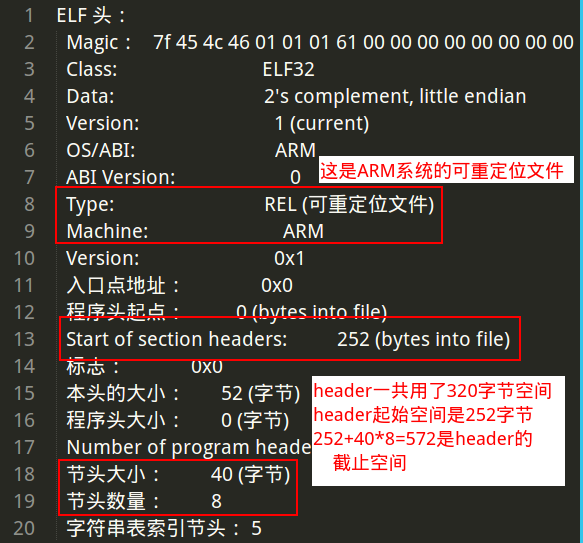 1 ELF 头：
2 Magic： 7f 45 4c 46 01 01 01 61 00 00 00 00 00 00 00 00
3 Class: ELF32
4 Data: 2's complement, little endian
5 Version: 1 (current)
6 OS/ABI: ARM
7 ABI Version: 0
这是ARM系统的可重定位文件
8 Type: REL (可重定位文件)
9 Machine: ARM
10 Version: 0x1
11 入口点地址： 0x0
12 程序头起点： 0 (bytes into file)
13 Start of section headers: 252 (bytes into file)
14 标志： 0x0
15 本头的大小： 52 (字节)
16 程序头大小： 0 (字节)
17 Number of program heade
18 节头大小： 40 (字节)
19 节头数量： 8
20 字符串表索引节头： 5
header一共用了320字节空间
header起始空间是252字节
252+40*8=572是header的
截止空间